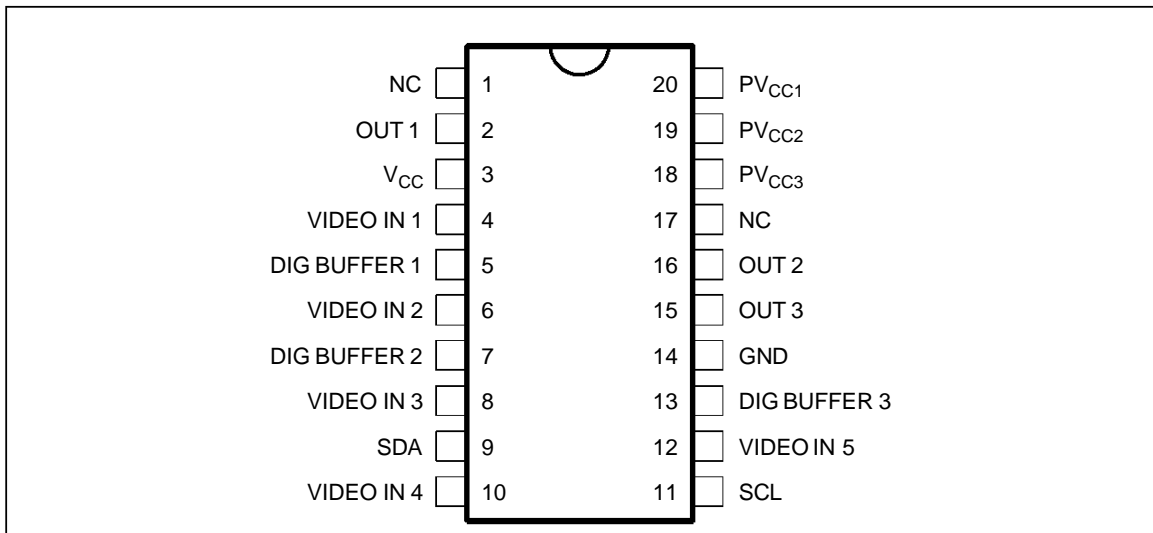 NC 1 20 PVCC1
OUT 1 2 19 PVCC2
VCC 3 18 PVCC3
VIDEO IN 1 4 17 NC
DIG BUFFER 1 5 16 OUT 2
VIDEO IN 2 6 15 OUT 3
DIG BUFFER 2 7 14 GND
VIDEO IN 3 8 13 DIG BUFFER 3
SDA 9 12 VIDEO IN 5
VIDEO IN 4 10 11 SCL